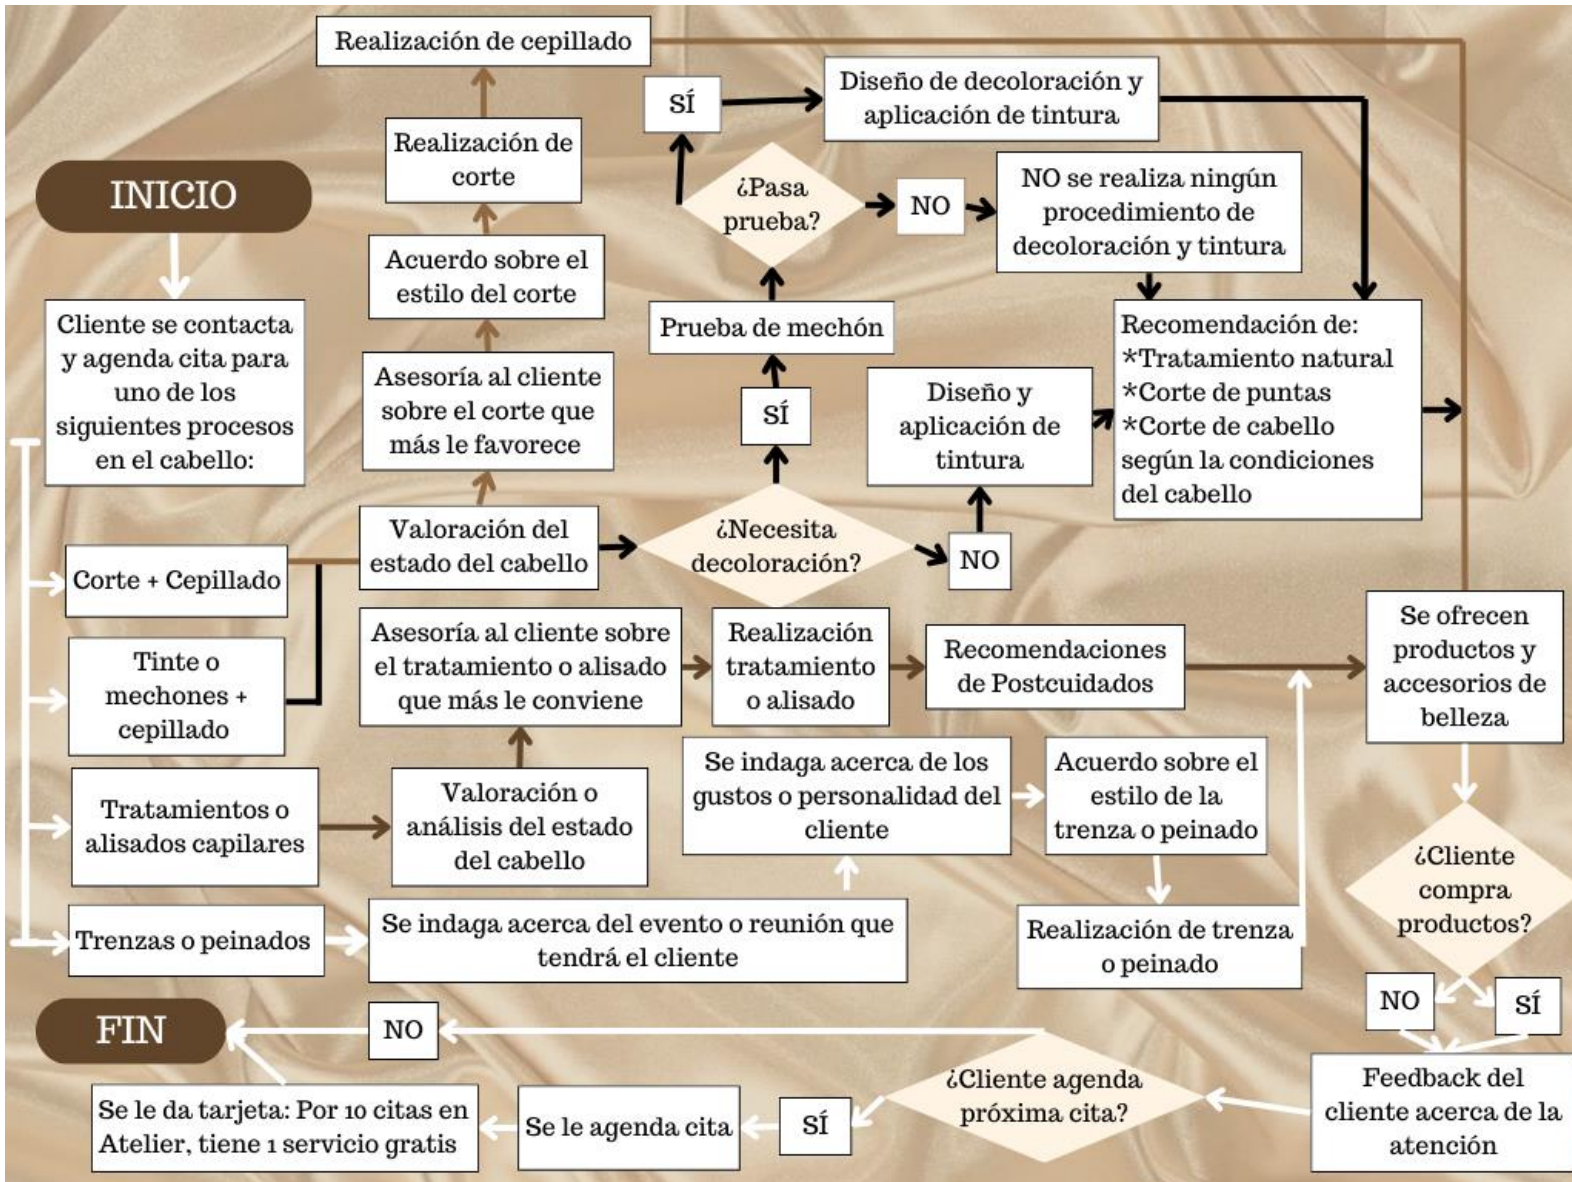 Realización de cepillado
SÍ
Diseño de decoloración y
aplicación de tintura
Realización de
corte
INICIO
¿Pasa
prueba?
NO
NO se realiza ningún
procedimiento de
decoloración y tintura
Acuerdo sobre el
estilo del corte
Cliente se contacta
y agenda cita para
uno de los
siguientes procesos
en el cabello:
Prueba de mechón
Recomendación de:
*Tratamiento natural
*Corte de puntas
*Corte de cabello
según la condiciones
del cabello
Asesoría al cliente
sobre el corte que
más le favorece
SÍ
Diseño y
aplicación de
tintura
Valoración del
estado del cabello
¿Necesita
decoloración?
NO
Corte + Cepillado
Tinte o
mechones +
cepillado
Asesoría al cliente sobre
el tratamiento o alisado
que más le conviene
Realización
tratamiento
o alisado
Recomendaciones
de Postcuidados
Se ofrecen
productos y
accesorios de
belleza
Tratamientos o
alisados capilares
Valoración o
análisis del estado
del cabello
Se indaga acerca de los
gustos o personalidad del
cliente
Acuerdo sobre el
estilo de la
trenza o peinado
¿Cliente
compra
productos?
Trenzas o peinados
Se indaga acerca del evento o reunión que
tendrá el cliente
Realización de trenza
o peinado
NO
SÍ
FIN
NO
¿Cliente agenda
próxima cita?
Feedback del
cliente acerca de la
atención
Se le da tarjeta: Por 10 citas en
Atelier, tiene 1 servicio gratis
Se le agenda cita
SÍ